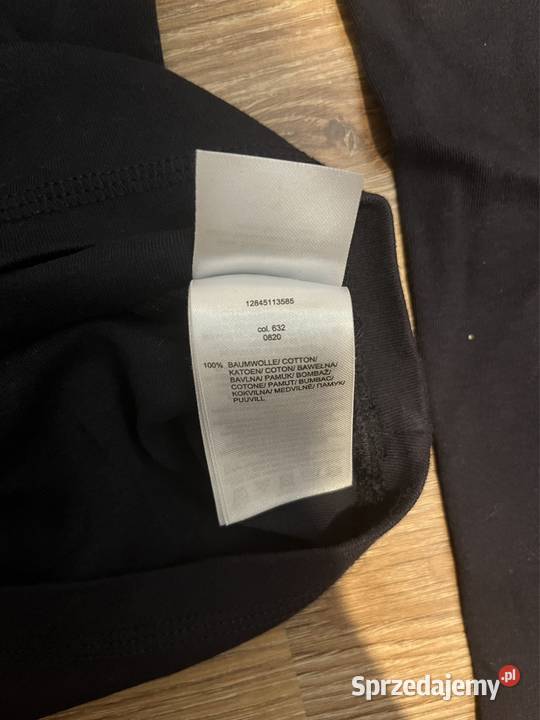 12845113585
col. 632
0820
100% BAUMWOLLE/ COTTON/
KATOEN/ COTON/ BAWEŁNA/
BAVLNA/ PAMUK/ BOMBAŽ/
COTONE/ PAMUT/ BUMBAC/
KOKVILNA/ MEDVILNĖ/ ПАМУК/
PUUVILL
Sprzedajemy.pl